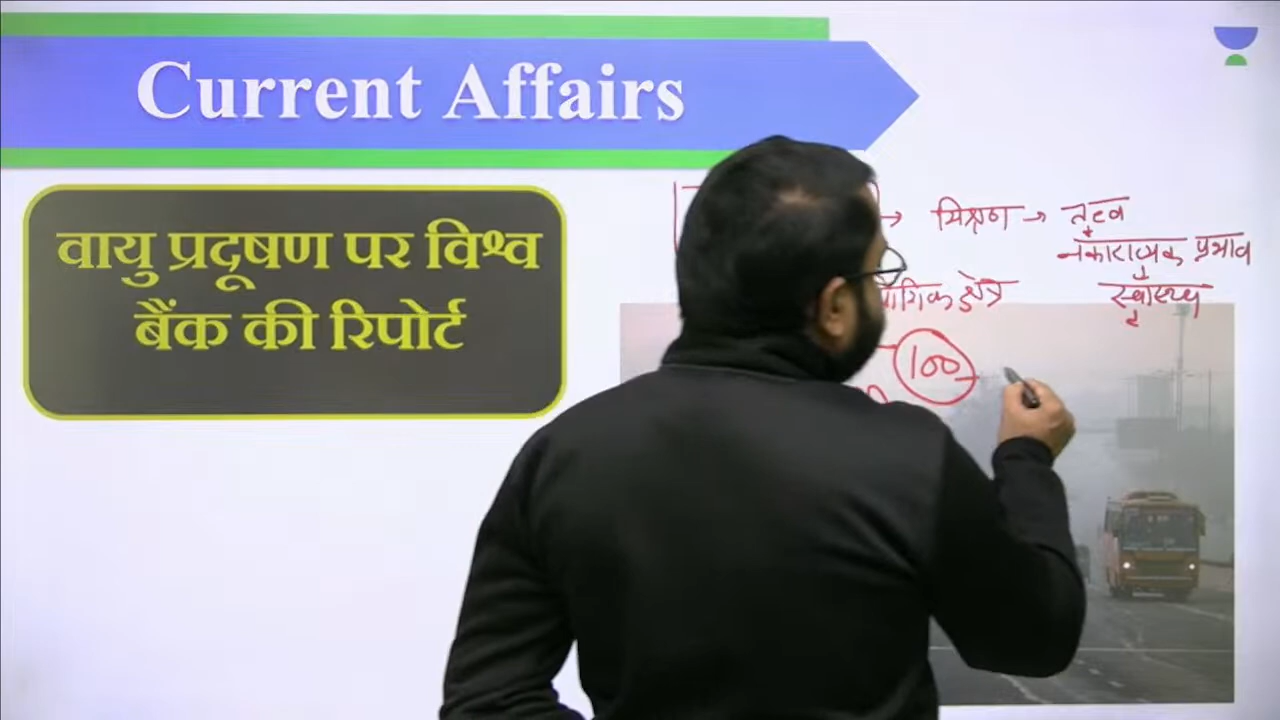 Current Affairs
वायु प्रदूषण पर विश्व
बैंक की रिपोर्ट
मिश्रण → तत्व
नकारात्मक प्रभाव
स्वास्थ्य
क्षेत्र
100